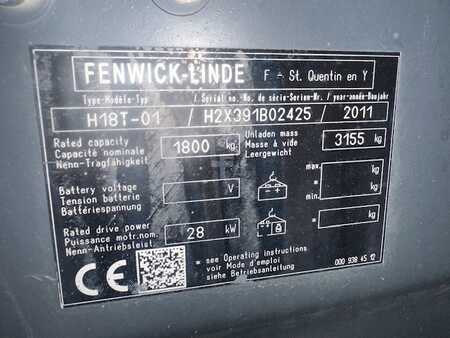 FENWICK-LINDE F - St. Quentin en Y
Type-Modèle-Typ / Serial no.-No. de série-Serien-Nr. / year-année-Baujahr
H18T-01 / H2X391B02425 / 2011
Rated capacity
Capacité nominale
Nenn-Tragfähigkeit
1800 kg
Unladen mass
Masse à vide
Leergewicht
3155 kg
Battery voltage
Tension batterie
Batteriespannung
V
max.
kg
*
= kg
min.
Rated drive power
Puissance motr.nom.
Nenn-Antriebsleist.
28 kW
= * kg
CE
* = see Operating instructions
voir Mode d'emploi
siehe Betriebsanleitung
000 938 45 12